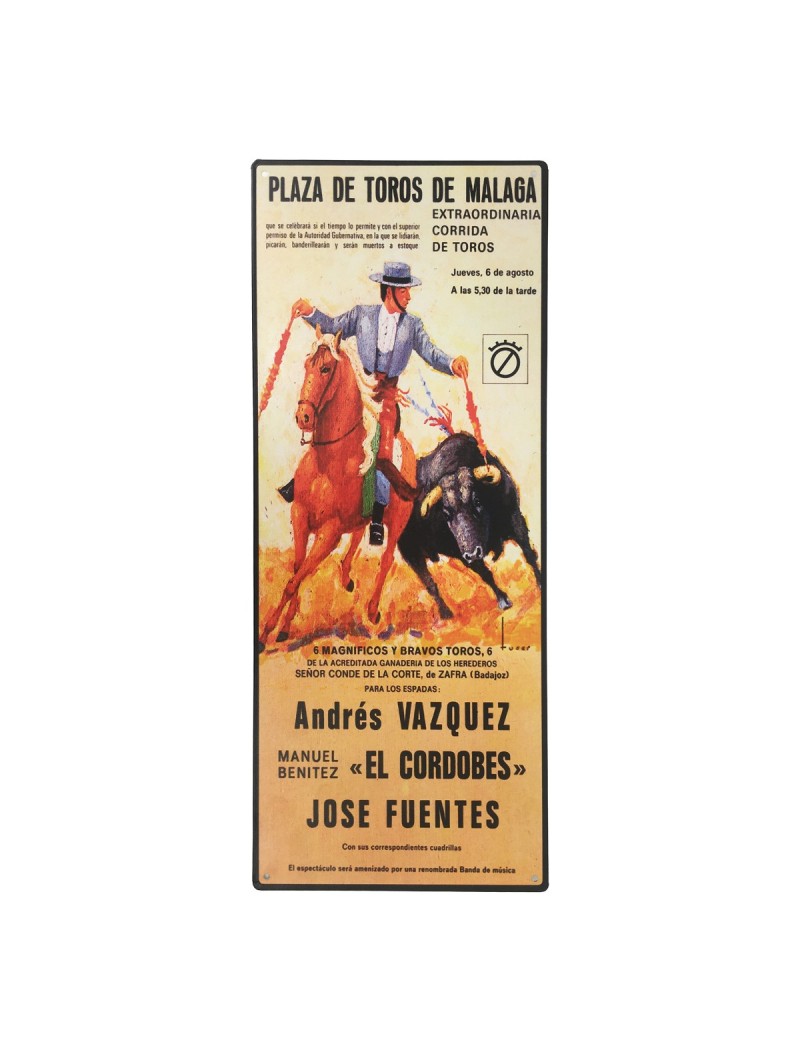 PLAZA DE TOROS DE MALAGA
que se celebrará si el tiempo lo permite y con el superior
permiso de la Autoridad Gubernativa, en la que se lidiarán,
picarán, banderillearán y serán muertos a estoque
EXTRAORDINARIA
CORRIDA
DE TOROS
Jueves, 6 de agosto
A las 5,30 de la tarde
6 MAGNIFICOS Y BRAVOS TOROS, 6
DE LA ACREDITADA GANADERIA DE LOS HEREDEROS
SEÑOR CONDE DE LA CORTE, de ZAFRA (Badajoz)
PARA LOS ESPADAS:
Andrés VAZQUEZ
MANUEL
BENITEZ «EL CORDOBES»
JOSE FUENTES
Con sus correspondientes cuadrillas
El espectáculo será amenizado por una renombrada Banda de música